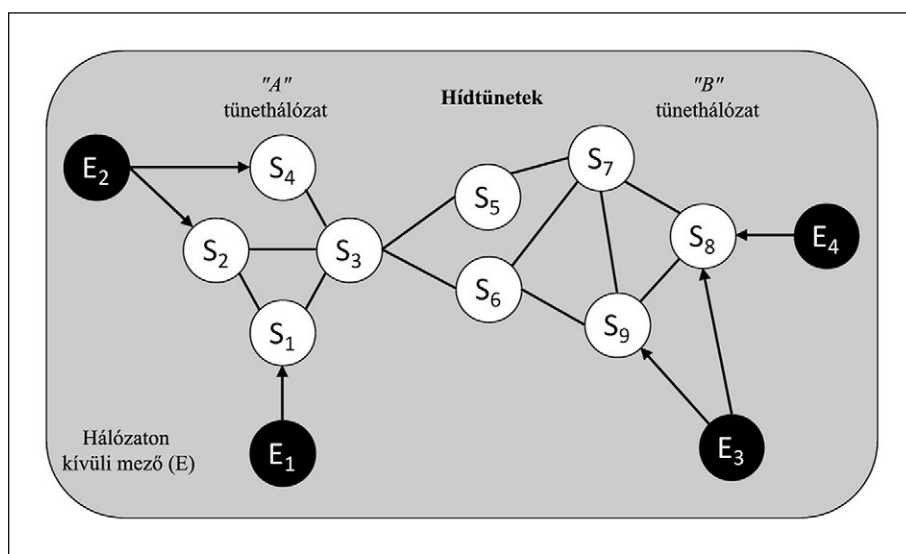 "A"
tünethálózat
Hídtünetek
"B"
tünethálózat
E₂
S₄
S₂
S₃
S₁
E₁
S₅
S₆
S₇
S₈
S₉
E₄
E₃
Hálózaton
kívüli mező (E)